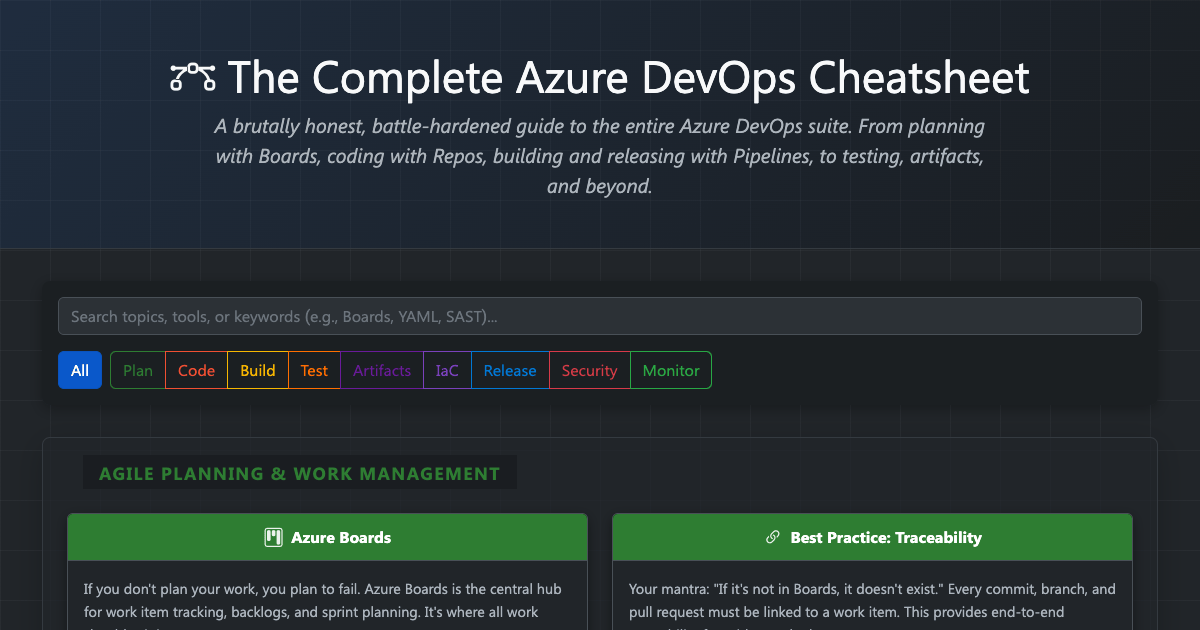 The Complete Azure DevOps Cheatsheet
A brutally honest, battle-hardened guide to the entire Azure DevOps suite. From planning
with Boards, coding with Repos, building and releasing with Pipelines, to testing, artifacts,
and beyond.
Search topics, tools, or keywords (e.g., Boards, YAML, SAST)...
All Plan Code Build Test Artifacts IaC Release Security Monitor
AGILE PLANNING & WORK MANAGEMENT
Azure Boards
If you don't plan your work, you plan to fail. Azure Boards is the central hub
for work item tracking, backlogs, and sprint planning. It's where all work
Best Practice: Traceability
Your mantra: "If it's not in Boards, it doesn't exist." Every commit, branch, and
pull request must be linked to a work item. This provides end-to-end